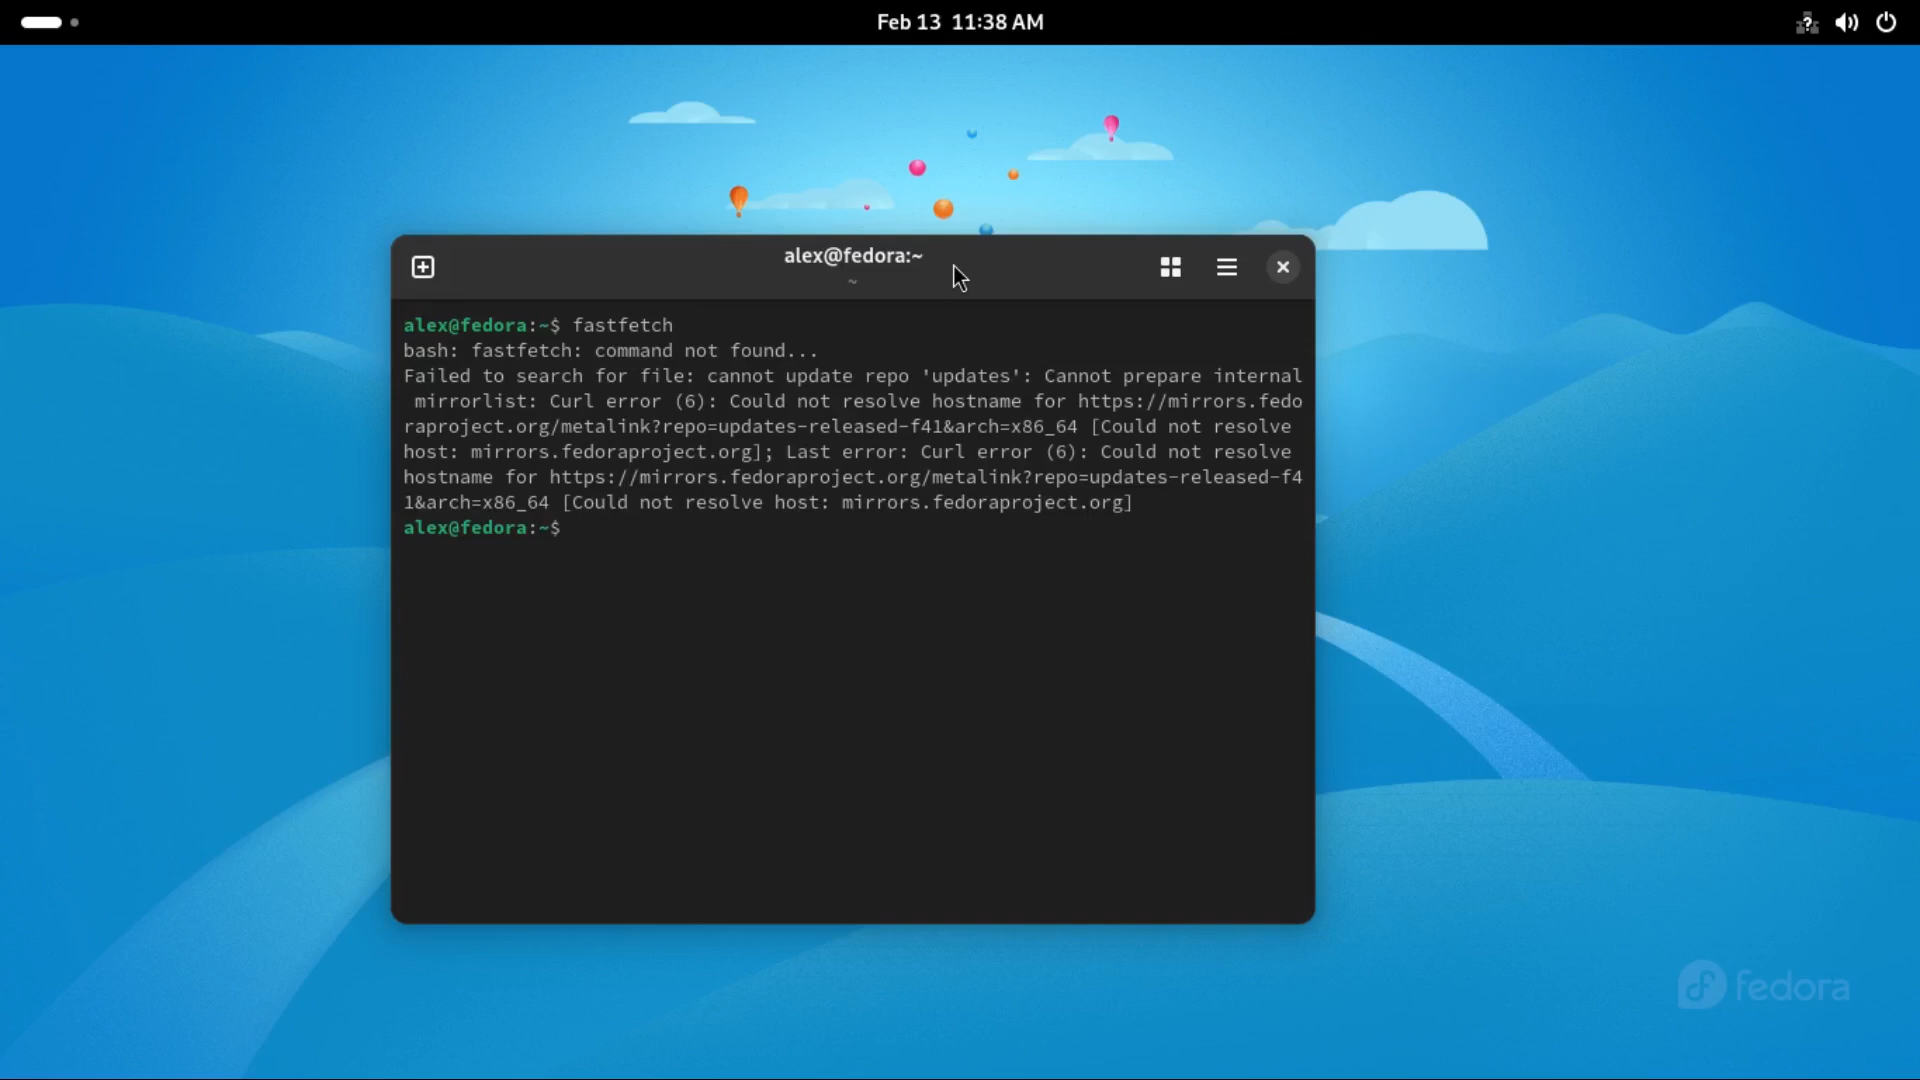 Feb 13 11:38 AM
alex@fedora:~
~
alex@fedora:~$ fastfetch
bash: fastfetch: command not found...
Failed to search for file: cannot update repo 'updates': Cannot prepare internal
 mirrorlist: Curl error (6): Could not resolve hostname for https://mirrors.fedo
raproject.org/metalink?repo=updates-released-f41&arch=x86_64 [Could not resolve
host: mirrors.fedoraproject.org]; Last error: Curl error (6): Could not resolve
hostname for https://mirrors.fedoraproject.org/metalink?repo=updates-released-f4
1&arch=x86_64 [Could not resolve host: mirrors.fedoraproject.org]
alex@fedora:~$
fedora